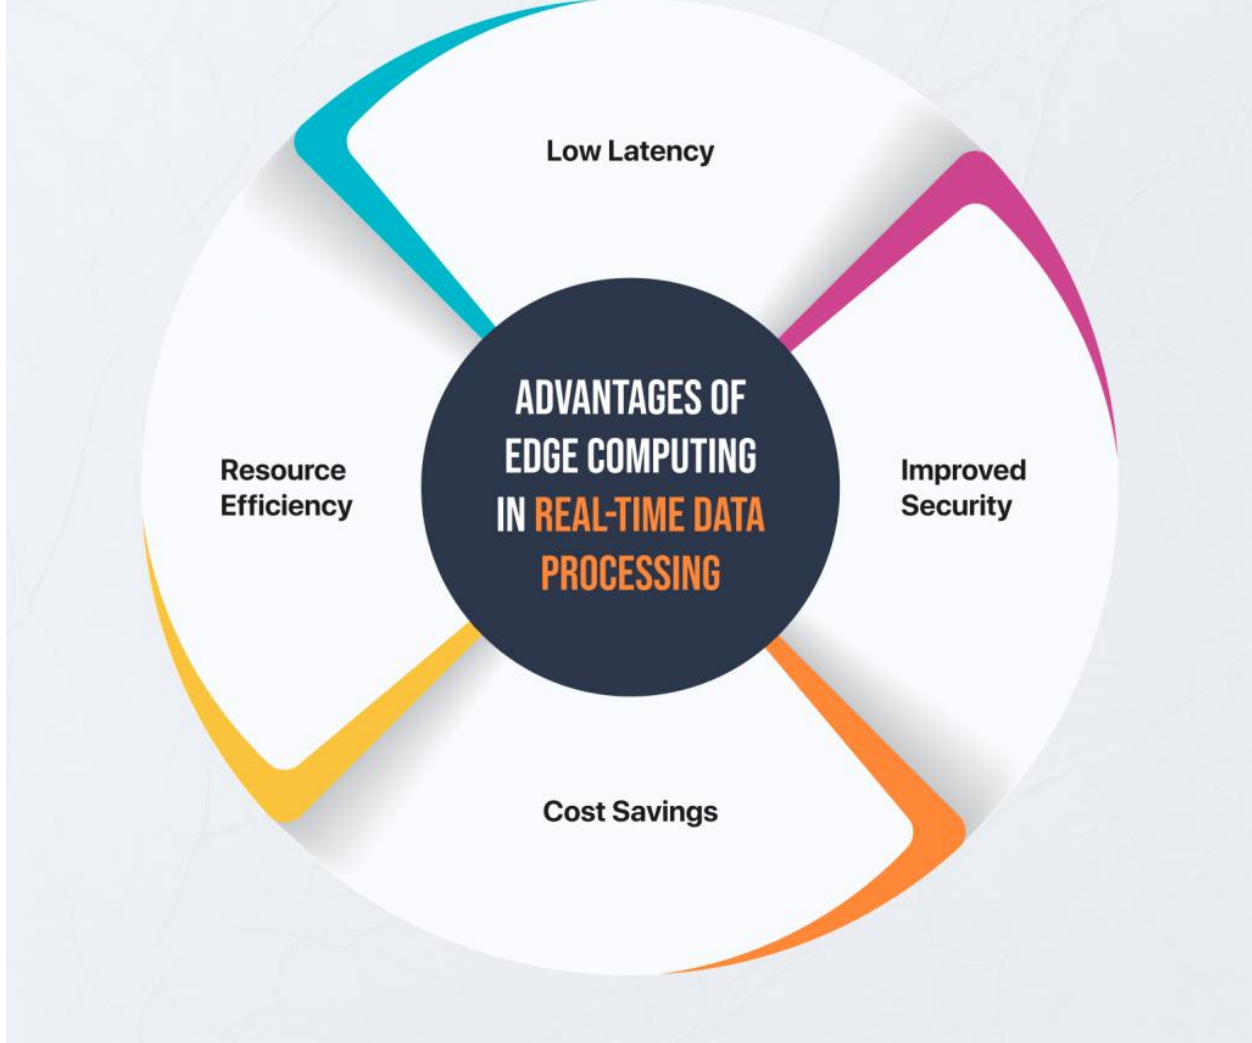 Low Latency
ADVANTAGES OF
EDGE COMPUTING
IN REAL-TIME DATA
PROCESSING
Resource
Efficiency
Improved
Security
Cost Savings